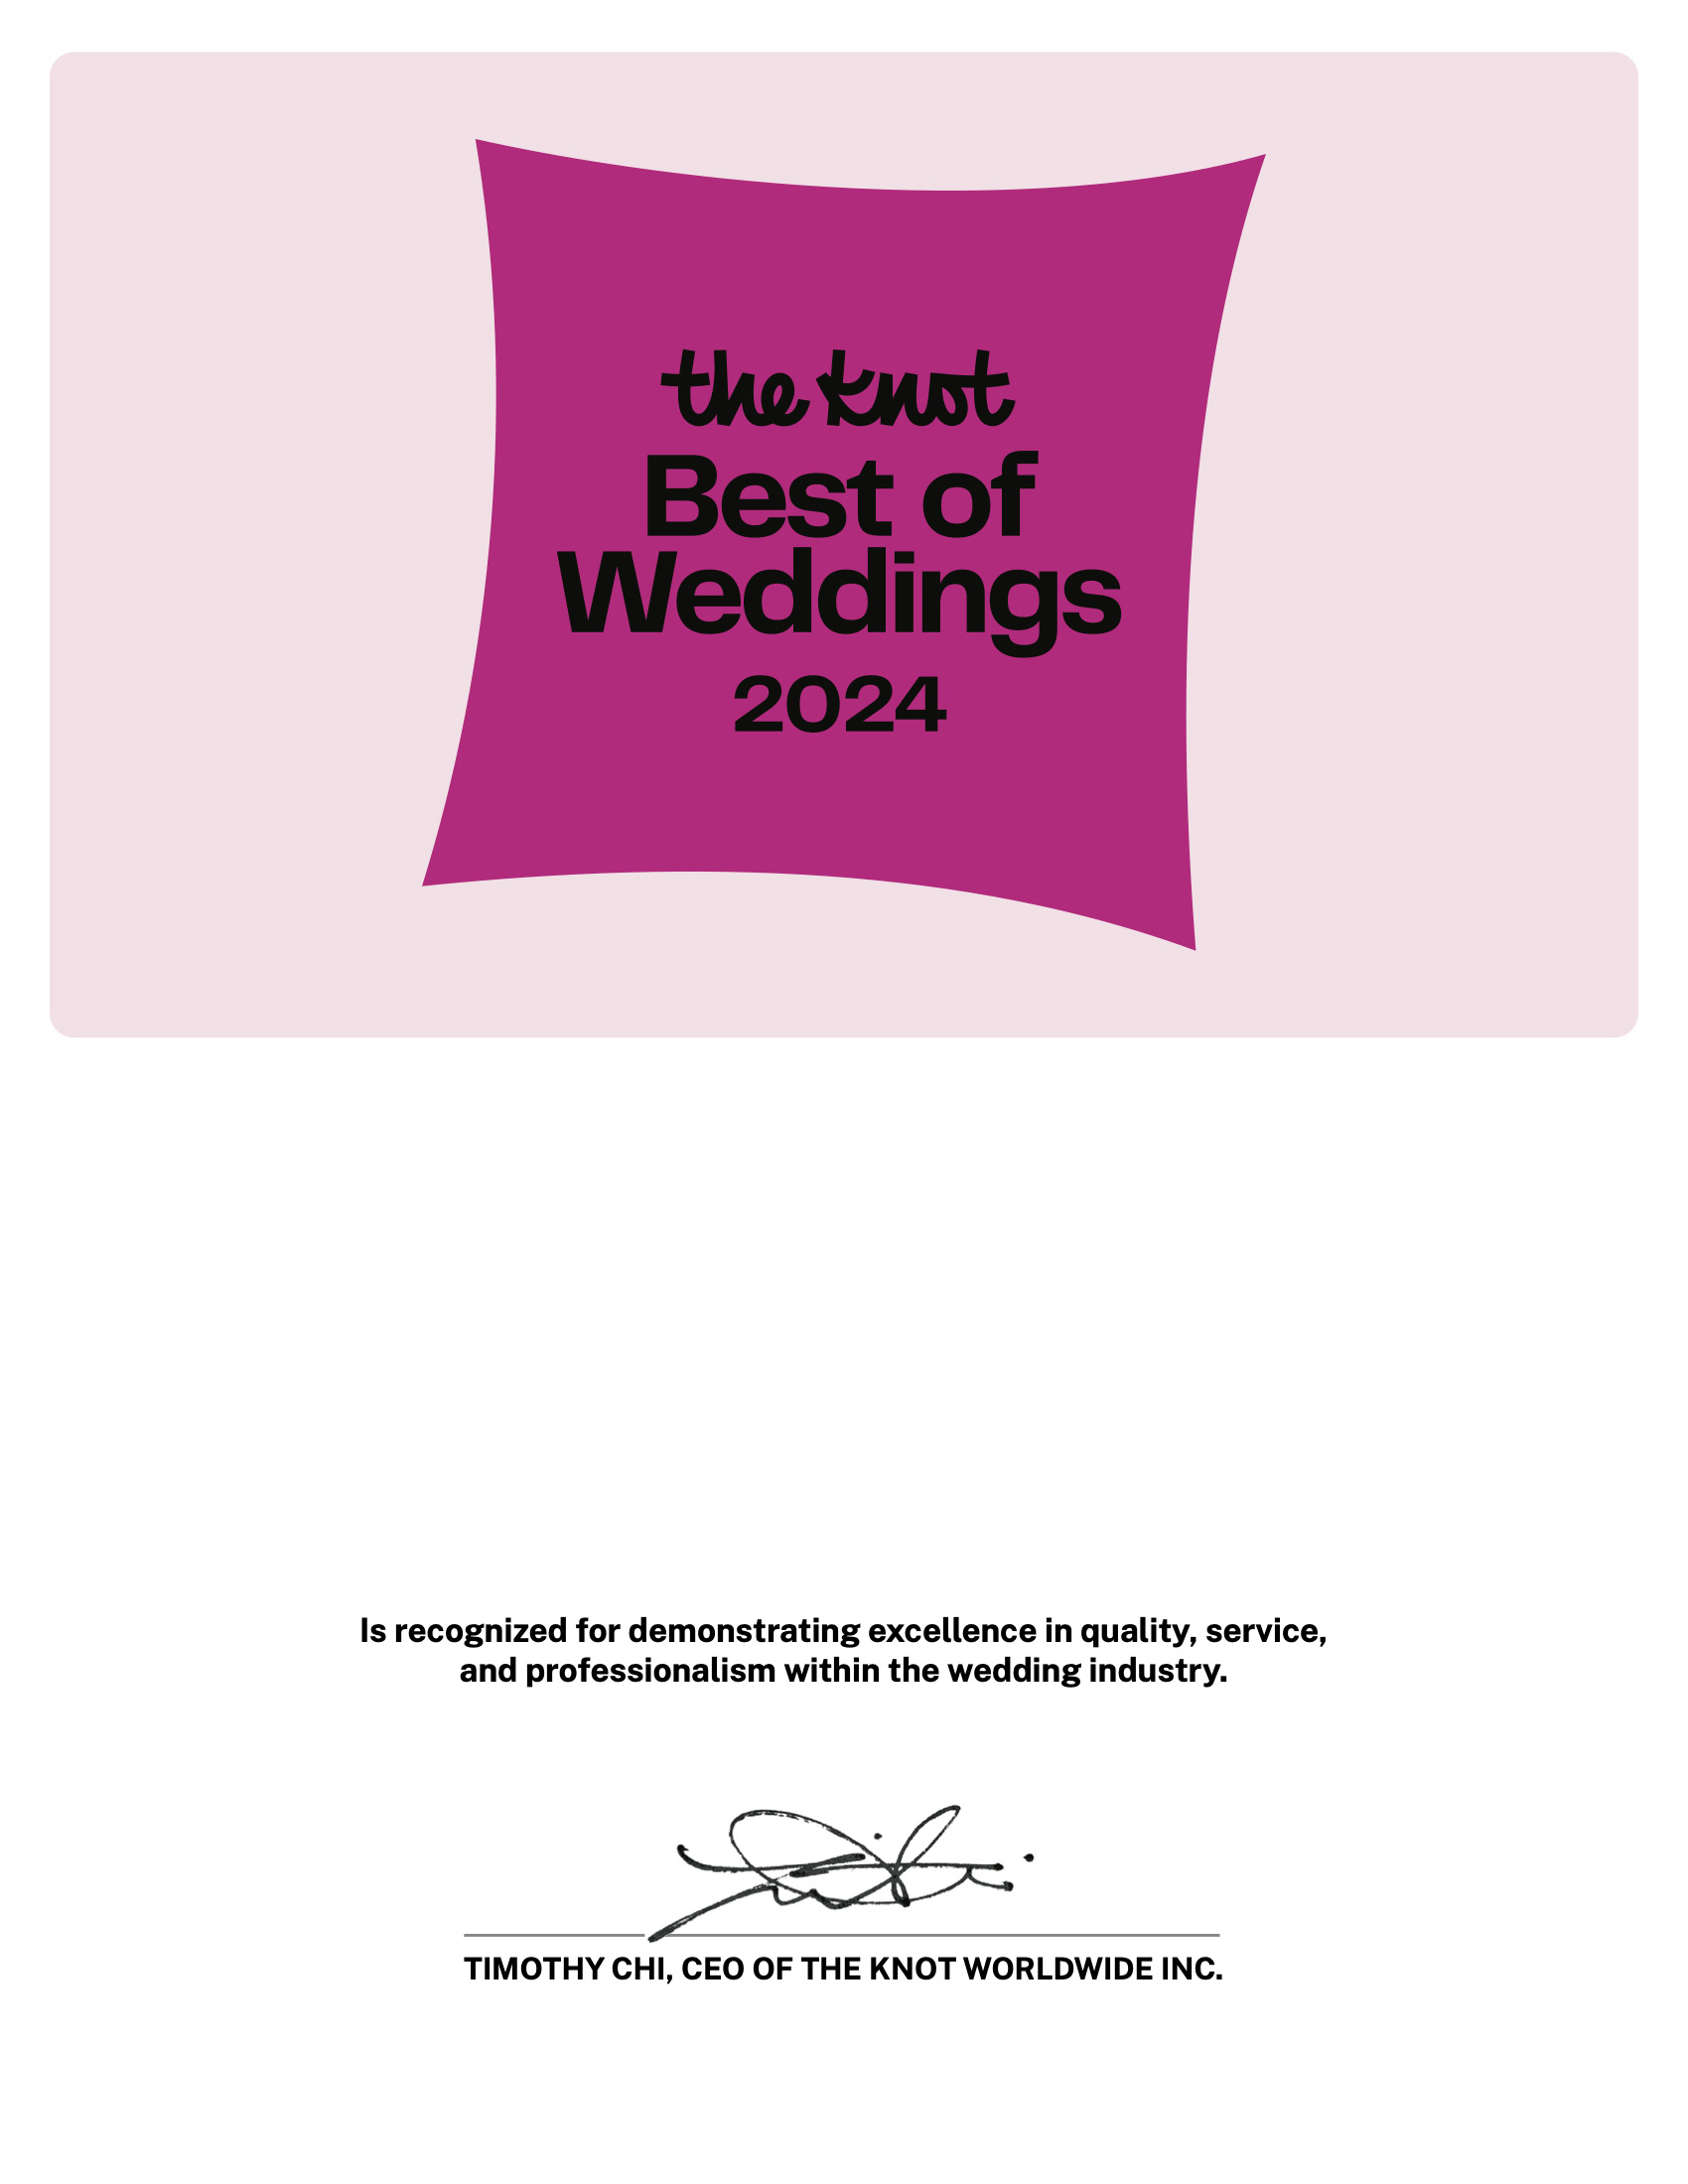 the knot
Best of
Weddings
2024
Is recognized for demonstrating excellence in quality, service,
and professionalism within the wedding industry.
TIMOTHY CHI, CEO OF THE KNOT WORLDWIDE INC.